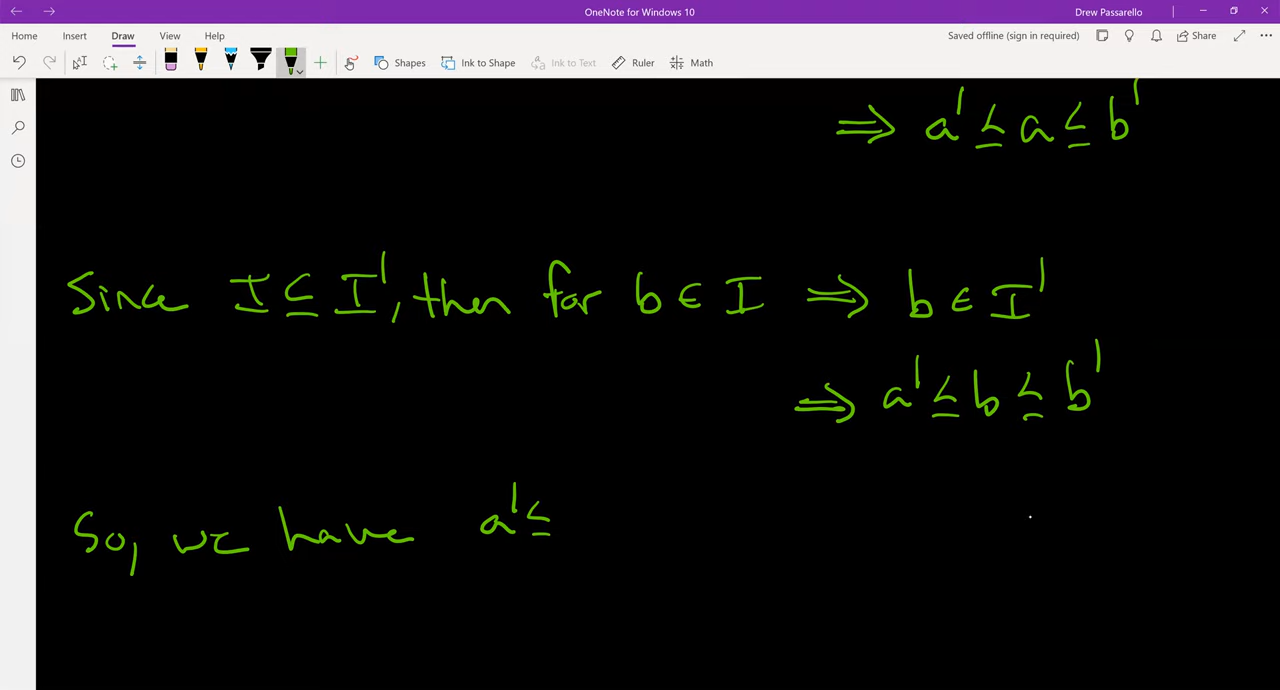 OneNote for Windows 10
Drew Passarello
Home Insert Draw View Help
Saved offline (sign in required)
Share
Shapes
Ink to Shape
Ink to Text
Ruler
Math
⟹ a' ≤ a ≤ b'
Since I ⊆ I', then for b ∈ I ⟹ b ∈ I'
⟹ a' ≤ b ≤ b'
So, we have a' ≤